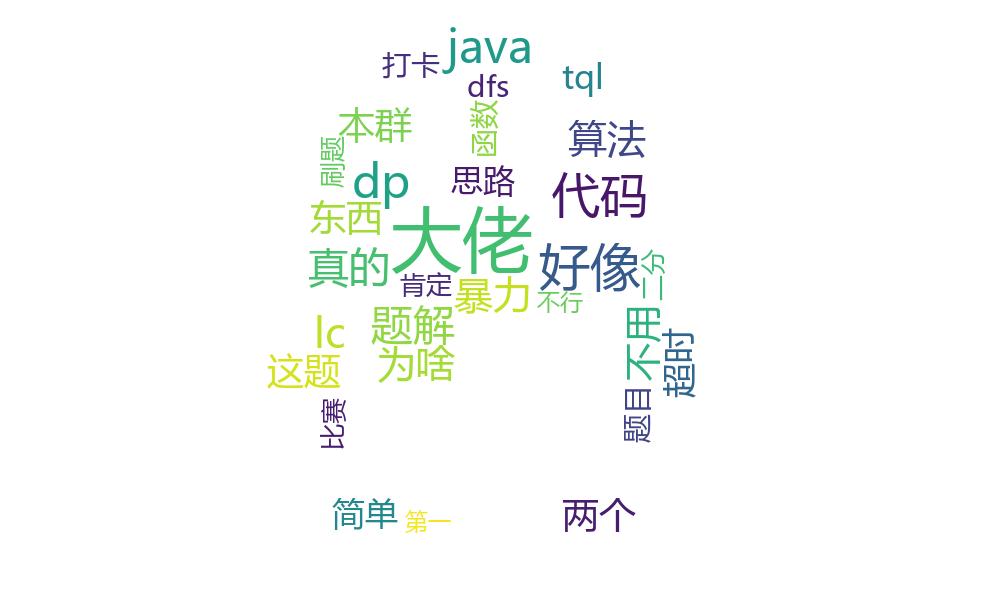 java
打卡
dfs
tql
本群
函数
算法
刷题
dp
思路
代码
东西
大佬
真的
好像
二分
肯定
暴力
不行
lc
题解
不用
超时
这题
为啥
比赛
题目
简单
第一
两个